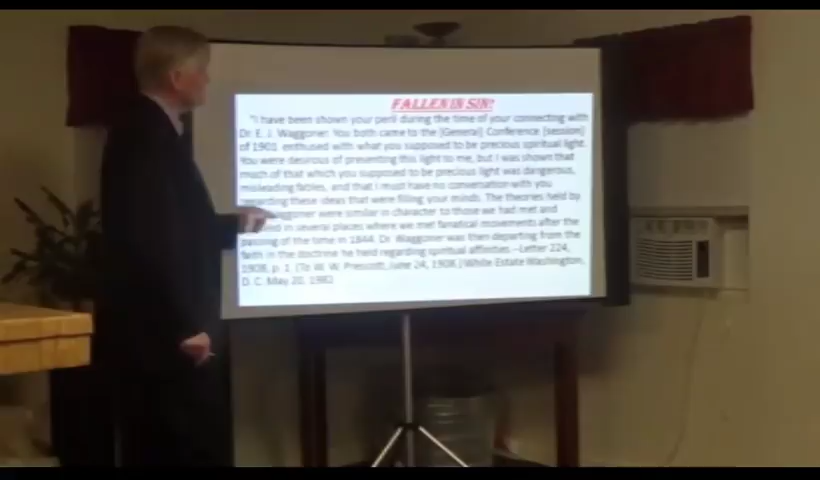 FALLEN IN SIN!
"I have been shown your peril during the time of your connecting with
Dr. E. J. Waggoner. You both came to the [General] Conference [session]
of 1901 enthused with what you supposed to be precious spiritual light.
You were desirous of presenting this light to me, but I was shown that
much of that which you supposed to be precious light was dangerous,
misleading fables, and that I must have no conversation with you
regarding these ideas that were filling your minds. The theories held by
aggoner were similar in character to those we had met and
ed in several places where we met fanatical movements after the
passing of the time in 1844. Dr. Waggoner was then departing from the
faith in the doctrine he held regarding spiritual affinities.--Letter 224,
1908, p. 1. (To W. W. Prescott, June 24, 1908.) White Estate Washington,
D. C. May 20, 1982